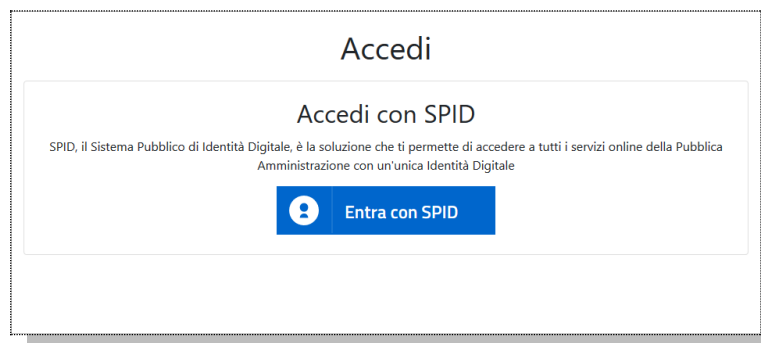 Accedi
Accedi con SPID
SPID, il Sistema Pubblico di Identità Digitale, è la soluzione che ti permette di accedere a tutti i servizi online della Pubblica
Amministrazione con un'unica Identità Digitale
Entra con SPID